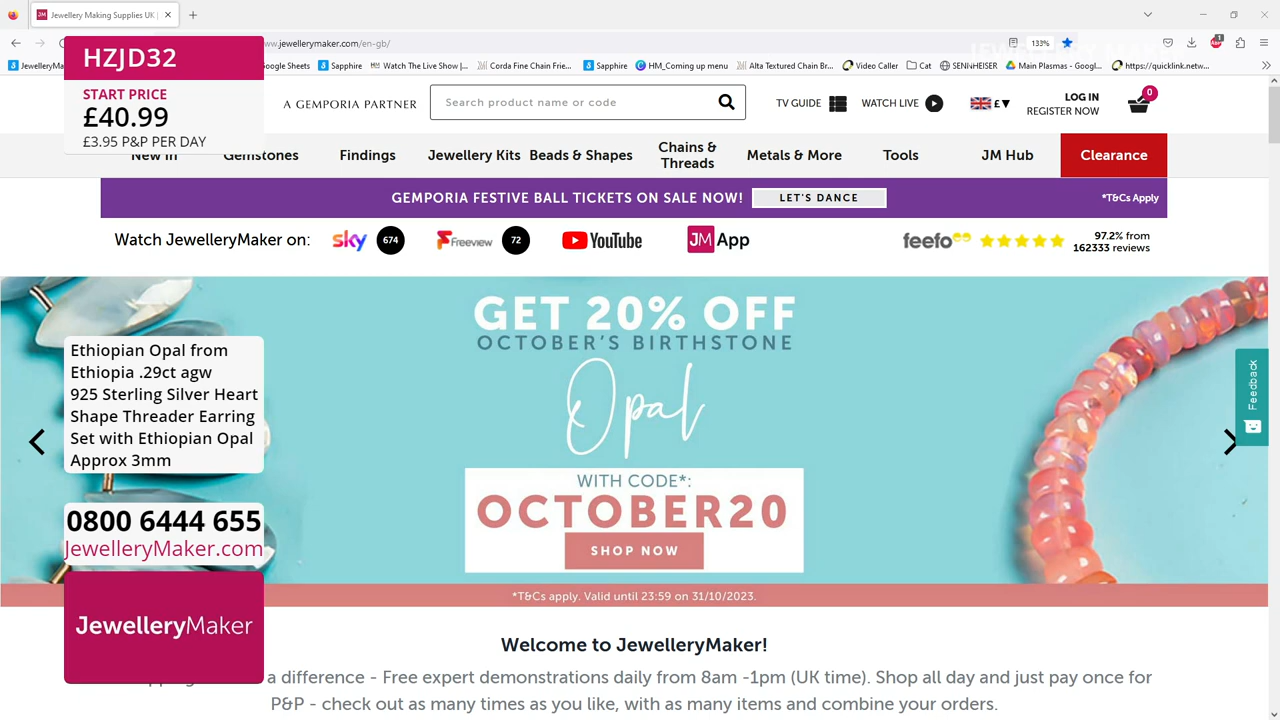 Jewellery Making Supplies UK |
ww.jewellerymaker.com/en-gb/
133%
JewelleryMa
Google Sheets
Sapphire
Watch The Live Show |...
Corda Fine Chain Frie...
Sapphire
HM_Coming up menu
Alta Textured Chain Br...
Video Caller
Cat
SENNHEISER
Main Plasmas - Googl...
https://quicklink.netw...
HZJD32
START PRICE
£40.99
£3.95 P&P PER DAY
A GEMPORIA PARTNER
Search product name or code
TV GUIDE
WATCH LIVE
£
LOG IN
REGISTER NOW
0
New In
Gemstones
Findings
Jewellery Kits
Beads & Shapes
Chains &
Threads
Metals & More
Tools
JM Hub
Clearance
GEMPORIA FESTIVE BALL TICKETS ON SALE NOW!
LET'S DANCE
*T&Cs Apply
Watch JewelleryMaker on:
sky
674
Freeview
72
YouTube
JM App
feefo
97.2% from
162333 reviews
GET 20% OFF
OCTOBER'S BIRTHSTONE
Opal
WITH CODE*:
OCTOBER20
SHOP NOW
*T&Cs apply. Valid until 23:59 on 31/10/2023.
Feedback
Ethiopian Opal from
Ethiopia .29ct agw
925 Sterling Silver Heart
Shape Threader Earring
Set with Ethiopian Opal
Approx 3mm
0800 6444 655
JewelleryMaker.com
JewelleryMaker
Welcome to JewelleryMaker!
a difference - Free expert demonstrations daily from 8am -1pm (UK time). Shop all day and just pay once for
P&P - check out as many times as you like, with as many items and combine your orders.